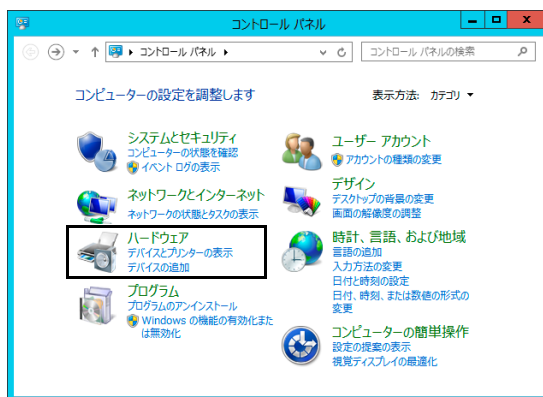 コントロール パネル
コントロール パネル
コントロール パネルの検索
コンピューターの設定を調整します
表示方法: カテゴリ
システムとセキュリティ
コンピューターの状態を確認
イベント ログの表示
ネットワークとインターネット
ネットワークの状態とタスクの表示
ハードウェア
デバイスとプリンターの表示
デバイスの追加
プログラム
プログラムのアンインストール
Windows の機能の有効化また
は無効化
ユーザー アカウント
アカウントの種類の変更
デザイン
デスクトップの背景の変更
画面の解像度の調整
時計、言語、および地域
言語の追加
入力方法の変更
日付と時刻の設定
日付、時刻、または数値の形式の
変更
コンピューターの簡単操作
設定の提案の表示
視覚ディスプレイの最適化